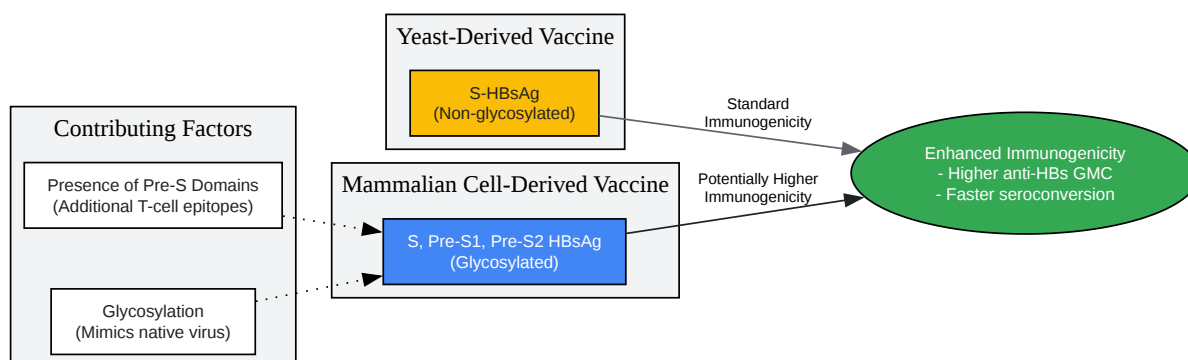 Yeast-Derived Vaccine
S-HBsAg
(Non-glycosylated)
Standard
Immunogenicity
Contributing Factors
Presence of Pre-S Domains
(Additional T-cell epitopes)
Glycosylation
(Mimics native virus)
Mammalian Cell-Derived Vaccine
S, Pre-S1, Pre-S2 HBsAg
(Glycosylated)
Potentially Higher
Immunogenicity
Enhanced Immunogenicity
- Higher anti-HBs GMC
- Faster seroconversion